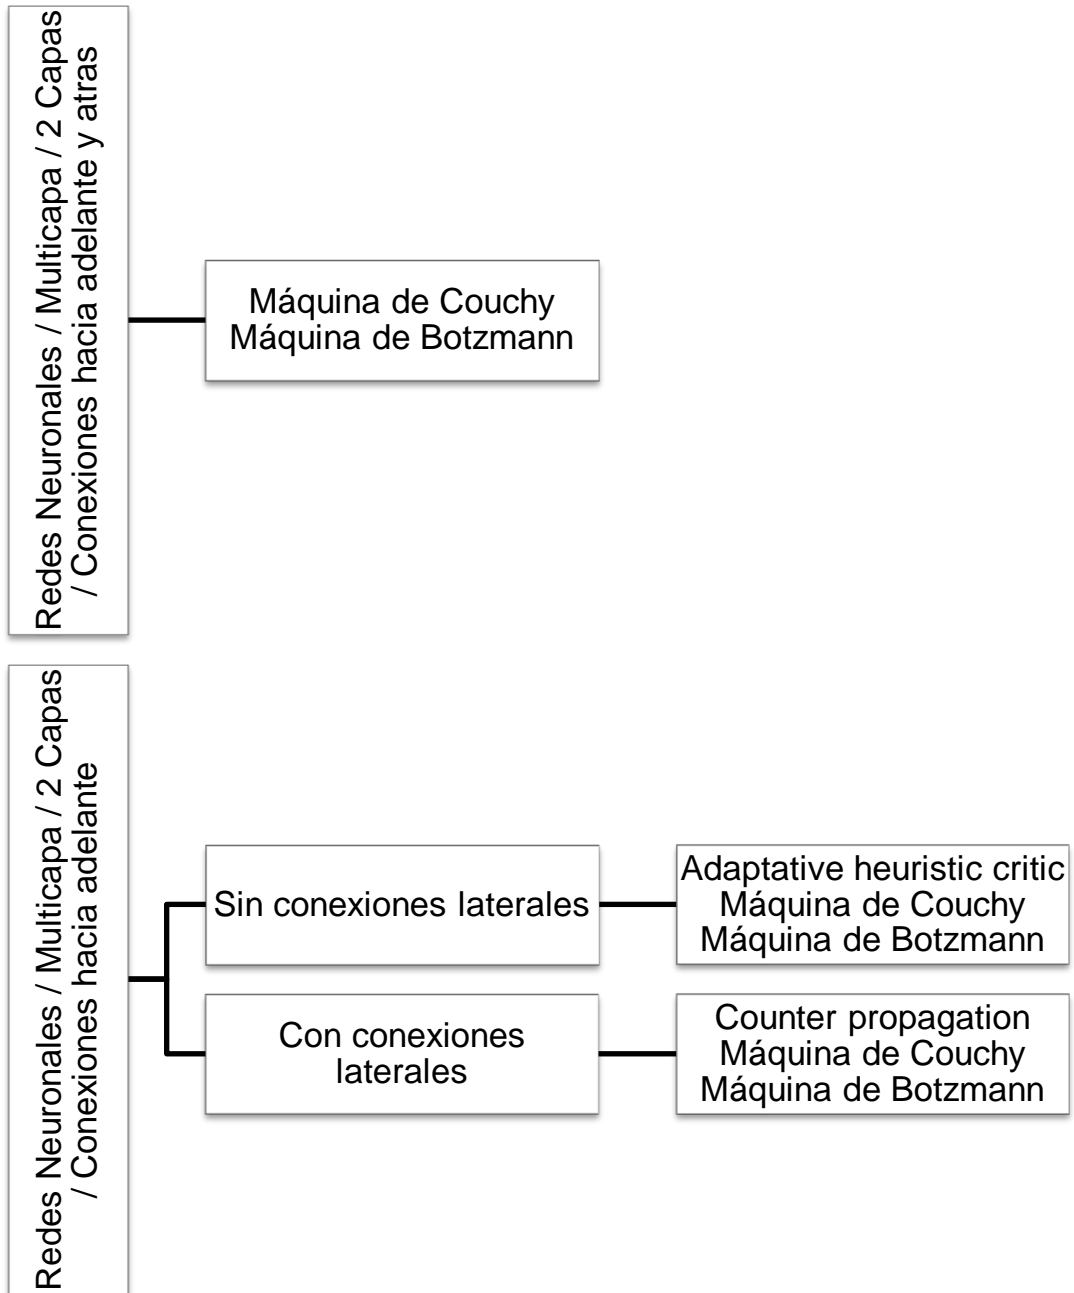 Redes Neuronales / Multicapa / 2 Capas
/ Conexiones hacia adelante y atras
Máquina de Couchy
Máquina de Botzmann
Redes Neuronales / Multicapa / 2 Capas
/ Conexiones hacia adelante
Sin conexiones laterales
Adaptative heuristic critic
Máquina de Couchy
Máquina de Botzmann
Con conexiones
laterales
Counter propagation
Máquina de Couchy
Máquina de Botzmann